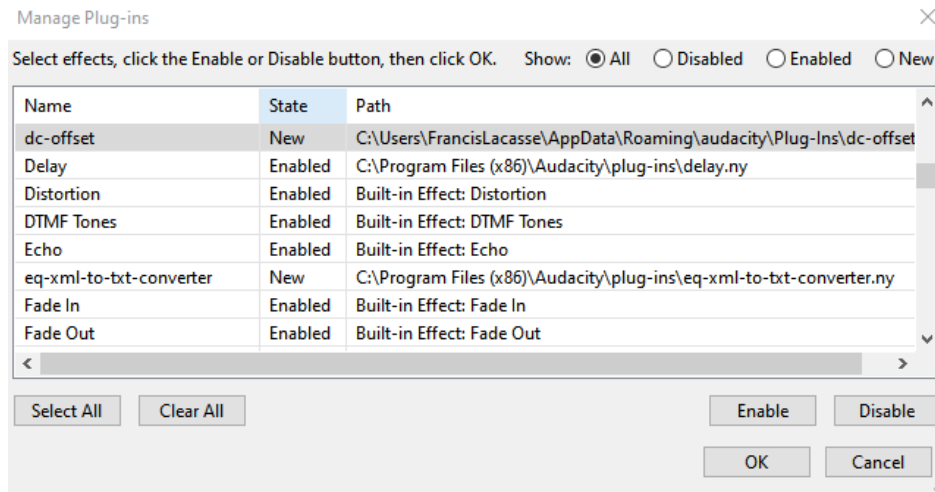 Manage Plug-ins
Select effects, click the Enable or Disable button, then click OK. Show: All Disabled Enabled New
Name State Path
dc-offset New C:\Users\FrancisLacasse\AppData\Roaming\audacity\Plug-Ins\dc-offset
Delay Enabled C:\Program Files (x86)\Audacity\plug-ins\delay.ny
Distortion Enabled Built-in Effect: Distortion
DTMF Tones Enabled Built-in Effect: DTMF Tones
Echo Enabled Built-in Effect: Echo
eq-xml-to-txt-converter New C:\Program Files (x86)\Audacity\plug-ins\eq-xml-to-txt-converter.ny
Fade In Enabled Built-in Effect: Fade In
Fade Out Enabled Built-in Effect: Fade Out
Select All Clear All Enable Disable
OK Cancel